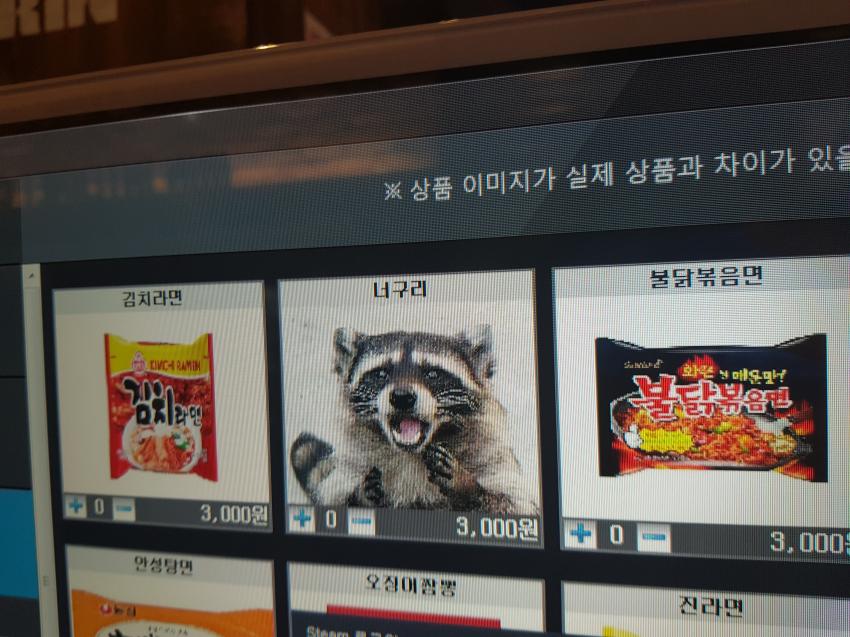 RIN
※ 상품 이미지가 실제 상품과 차이가 있을
김치라면
너구리
불닭볶음면
KIMCHI RAMEN
김치라면
화끈한 매운맛!
불닭볶음면
0
3,000원
0
3,000원
0
3,000원
안성탕면
오징어짬뽕
진라면
농심